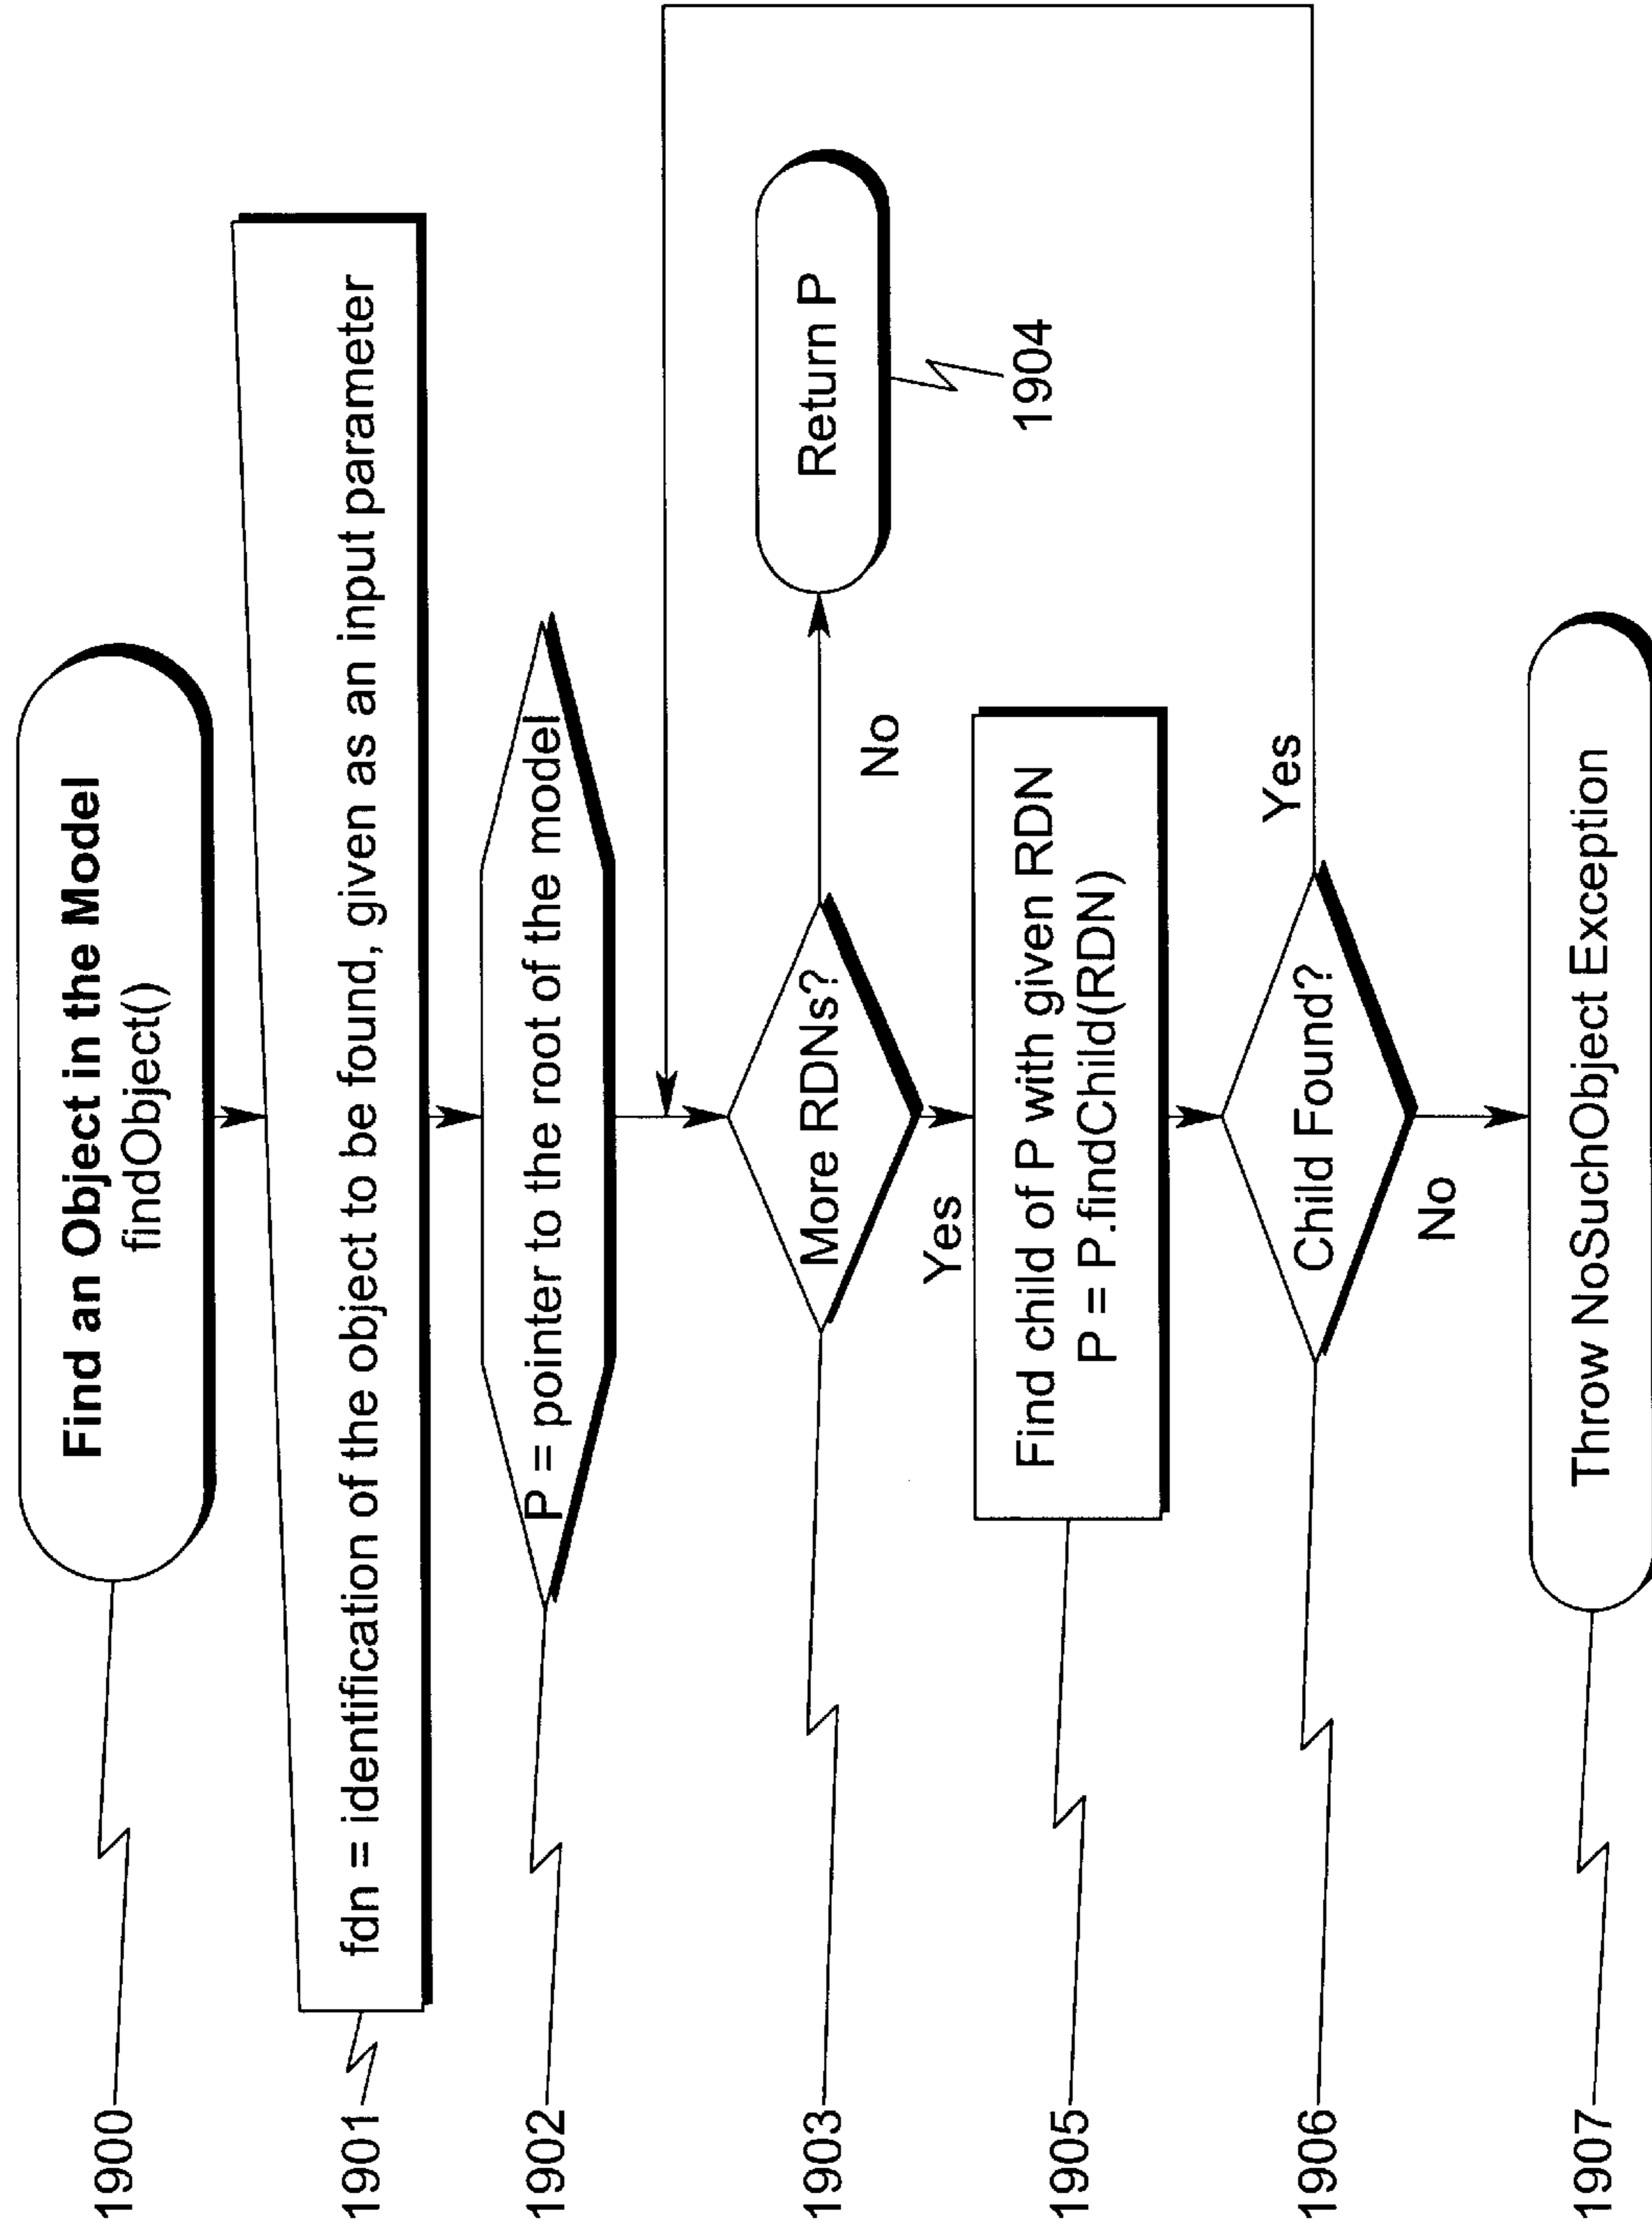 1900
Find an Object in the Model
findObject()
1901
fdn = identification of the object to be found, given as an input parameter
1902
P = pointer to the root of the model
1903
More RDNs?
No
Return P
1904
Yes
1905
Find child of P with given RDN
P = P.findChild(RDN)
1906
Child Found?
Yes
No
1907
Throw NoSuchObject Exception